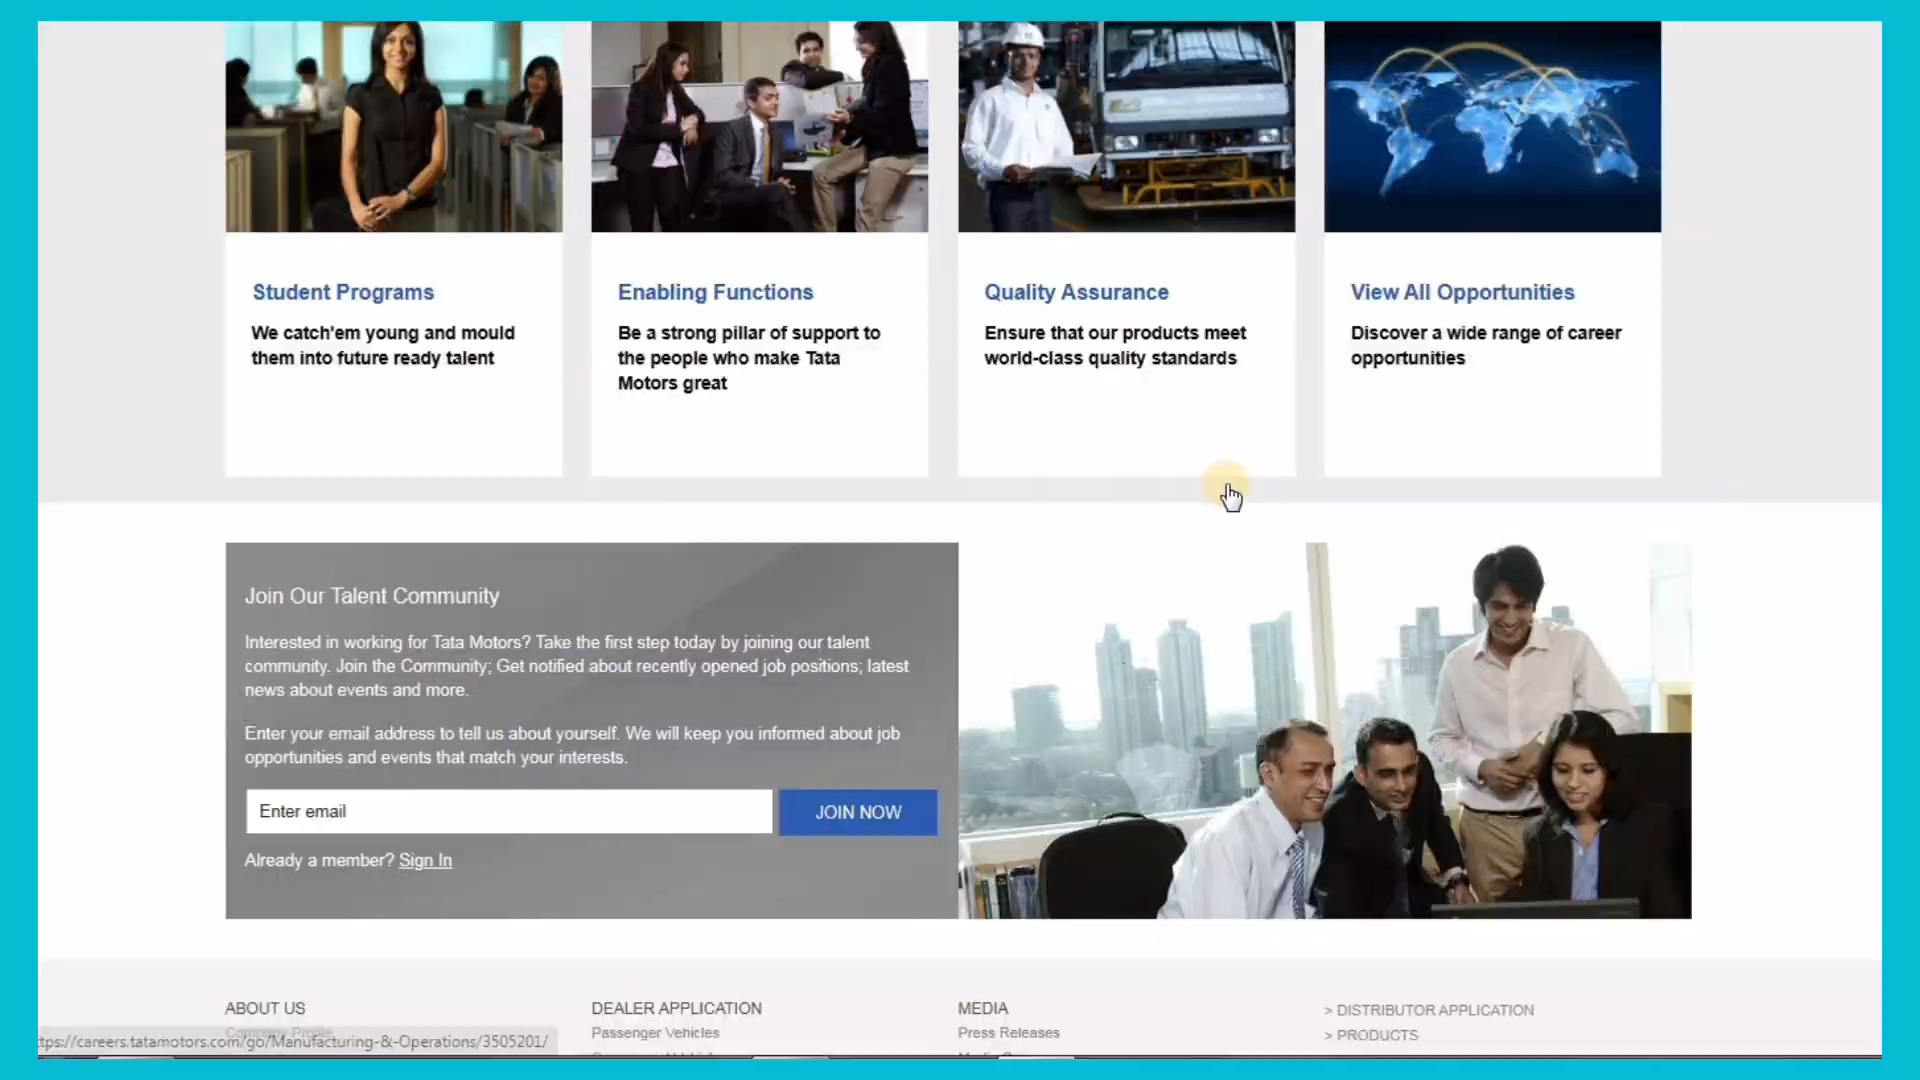 Student Programs
We catch'em young and mould
them into future ready talent
Enabling Functions
Be a strong pillar of support to
the people who make Tata
Motors great
Quality Assurance
Ensure that our products meet
world-class quality standards
View All Opportunities
Discover a wide range of career
opportunities
Join Our Talent Community
Interested in working for Tata Motors? Take the first step today by joining our talent
community. Join the Community; Get notified about recently opened job positions; latest
news about events and more.
Enter your email address to tell us about yourself. We will keep you informed about job
opportunities and events that match your interests.
Enter email
JOIN NOW
Already a member? Sign In
ABOUT US
Company Profile
DEALER APPLICATION
Passenger Vehicles
MEDIA
Press Releases
> DISTRIBUTOR APPLICATION
> PRODUCTS
tps://careers.tatamotors.com/go/Manufacturing-&-Operations/3505201/